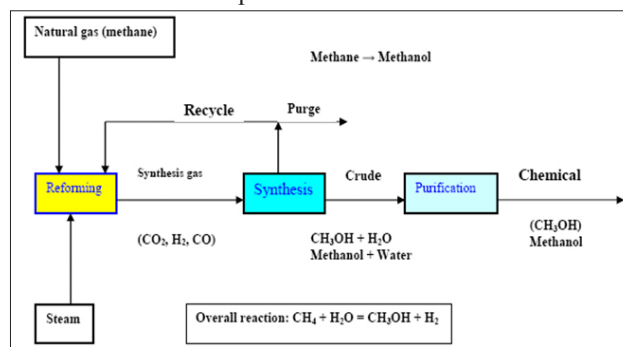 Natural gas (methane)
Methane → Methanol
Recycle
Purge
Reforming
Synthesis gas
Synthesis
Crude
Purification
Chemical
(CO₂, H₂, CO)
CH₃OH + H₂O
Methanol + Water
(CH₃OH)
Methanol
Steam
Overall reaction: CH₄ + H₂O = CH₃OH + H₂